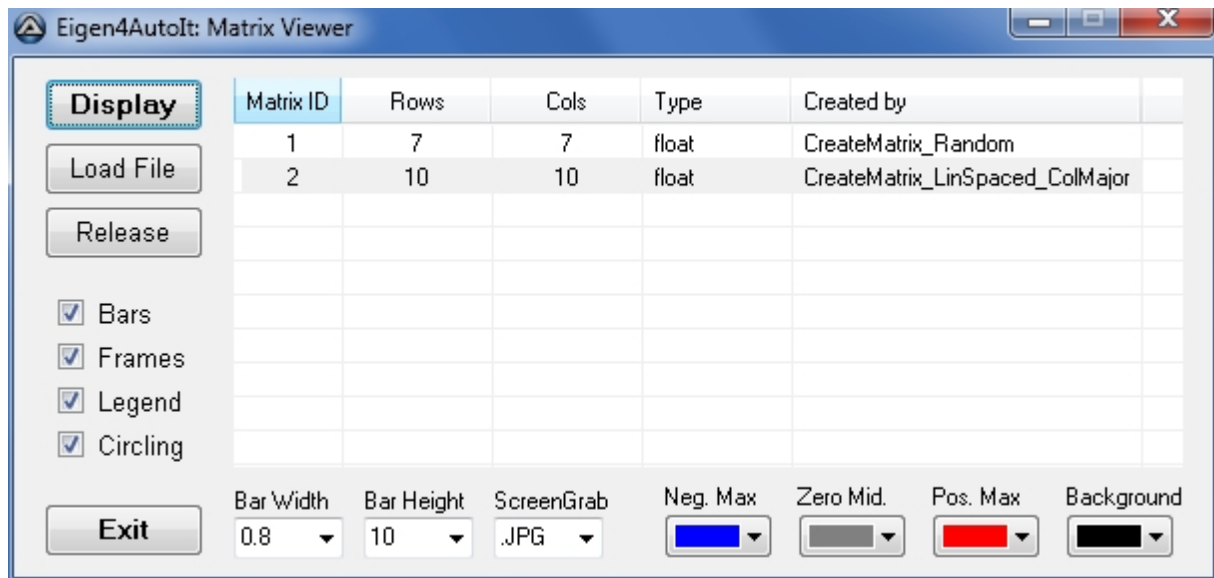 Eigen4AutoIt: Matrix Viewer
Display
Load File
Release
Bars
Frames
Legend
Circling
Exit
Matrix ID Rows Cols Type Created by
1 7 7 float CreateMatrix_Random
2 10 10 float CreateMatrix_LinSpaced_ColMajor
Bar Width Bar Height ScreenGrab Neg. Max Zero Mid. Pos. Max Background
0.8 10 .JPG